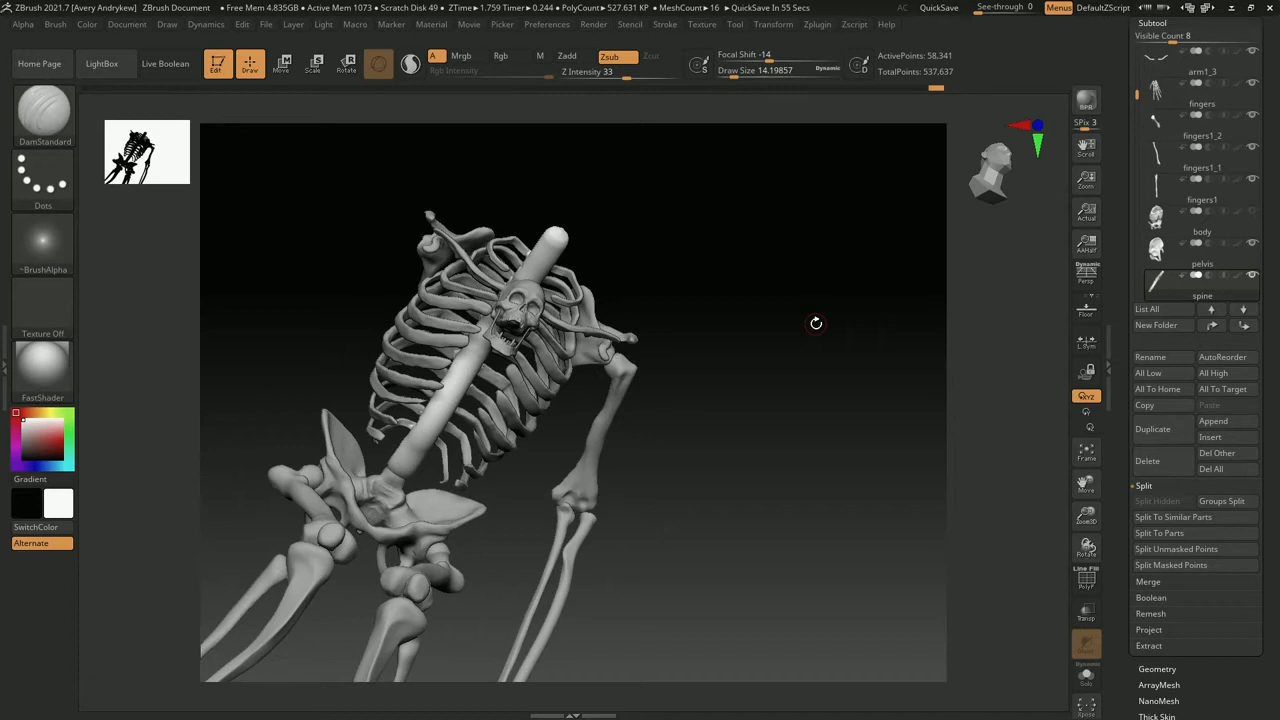 ZBrush 2021.7 [Avery Andrykew] ZBrush Document • Free Mem 4.835GB • Active Mem 1073 • Scratch Disk 49 • ZTime▶1.759 Timer▶0.244 • PolyCount▶527.631 KP • MeshCount▶16 • QuickSave In 55 Secs AC QuickSave See-through 0 Menus DefaultZScript
Alpha Brush Color Document Draw Dynamics Edit File Layer Light Macro Marker Material Movie Picker Preferences Render Stencil Stroke Texture Tool Transform Zplugin Zscript Help
Home Page LightBox Live Boolean Edit Draw Move Scale Rotate A Mrgb Rgb M Zadd Zsub Zcut
Rgb Intensity Z Intensity 33
Focal Shift -14
Draw Size 14.19857 Dynamic
S
D
ActivePoints: 58,341
TotalPoints: 537,637
DamStandard
Dots
~BrushAlpha
Texture Off
FastShader
Gradient
SwitchColor
Alternate
BPR
SPix 3
Scroll
Zoom
Actual
AAHalf
Dynamic
Persp
Floor
L.Sym
XYZ
Frame
Move
Zoom3D
Rotate
Line Fill
PolyF
Transp
Dynamic
Solo
Xpose
Subtool
Visible Count 8
arm1_3
fingers
fingers1_2
fingers1_1
fingers1
body
pelvis
spine
List All
New Folder
Rename AutoReorder
All Low All High
All To Home All To Target
Copy Paste
Duplicate Append
Insert
Delete Del Other
Del All
Split
Split Hidden Groups Split
Split To Similar Parts
Split To Parts
Split Unmasked Points
Split Masked Points
Merge
Boolean
Remesh
Project
Extract
Geometry
ArrayMesh
NanoMesh
Thick Skin